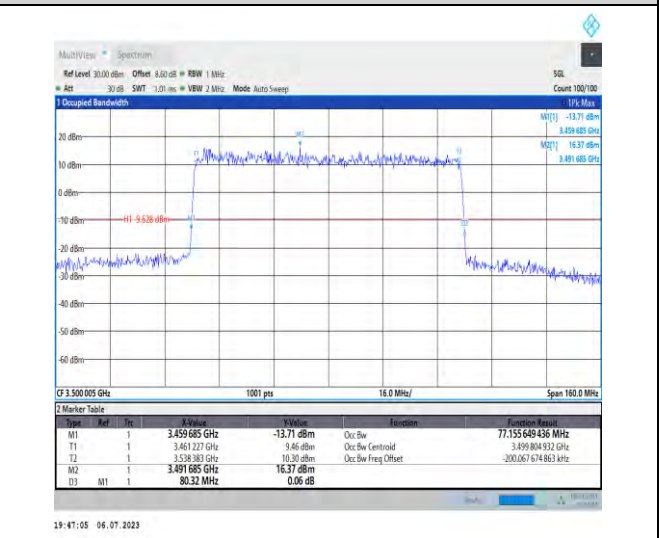 MultiView Spectrum
Ref Level 30.00 dBm Offset 8.60 dB RBW 1 MHz SGL
Att 30 dB SWT 1.01 ms VBW 2 MHz Mode Auto Sweep Count 100/100
1 Occupied Bandwidth 1Pk Max
M1[1] -13.71 dBm
3.459 685 GHz
M2[1] 16.37 dBm
3.491 685 GHz
20 dBm
10 dBm
0 dBm
-10 dBm
H1 -9.628 dBm
-20 dBm
-30 dBm
-40 dBm
-50 dBm
-60 dBm
M1
M2
T1
T2
D3
CF 3.500 005 GHz 1001 pts 16.0 MHz/ Span 160.0 MHz
2 Marker Table
Type Ref Trc X-Value Y-Value Function Function Result
M1 1 3.459 685 GHz -13.71 dBm Occ Bw 77.155 649 436 MHz
T1 1 3.461 227 GHz 9.46 dBm Occ Bw Centroid 3.499 804 932 GHz
T2 1 3.538 383 GHz 10.30 dBm Occ Bw Freq Offset -200.067 674 863 kHz
M2 1 3.491 685 GHz 16.37 dBm
D3 M1 1 80.32 MHz 0.06 dB
19:47:05 06.07.2023